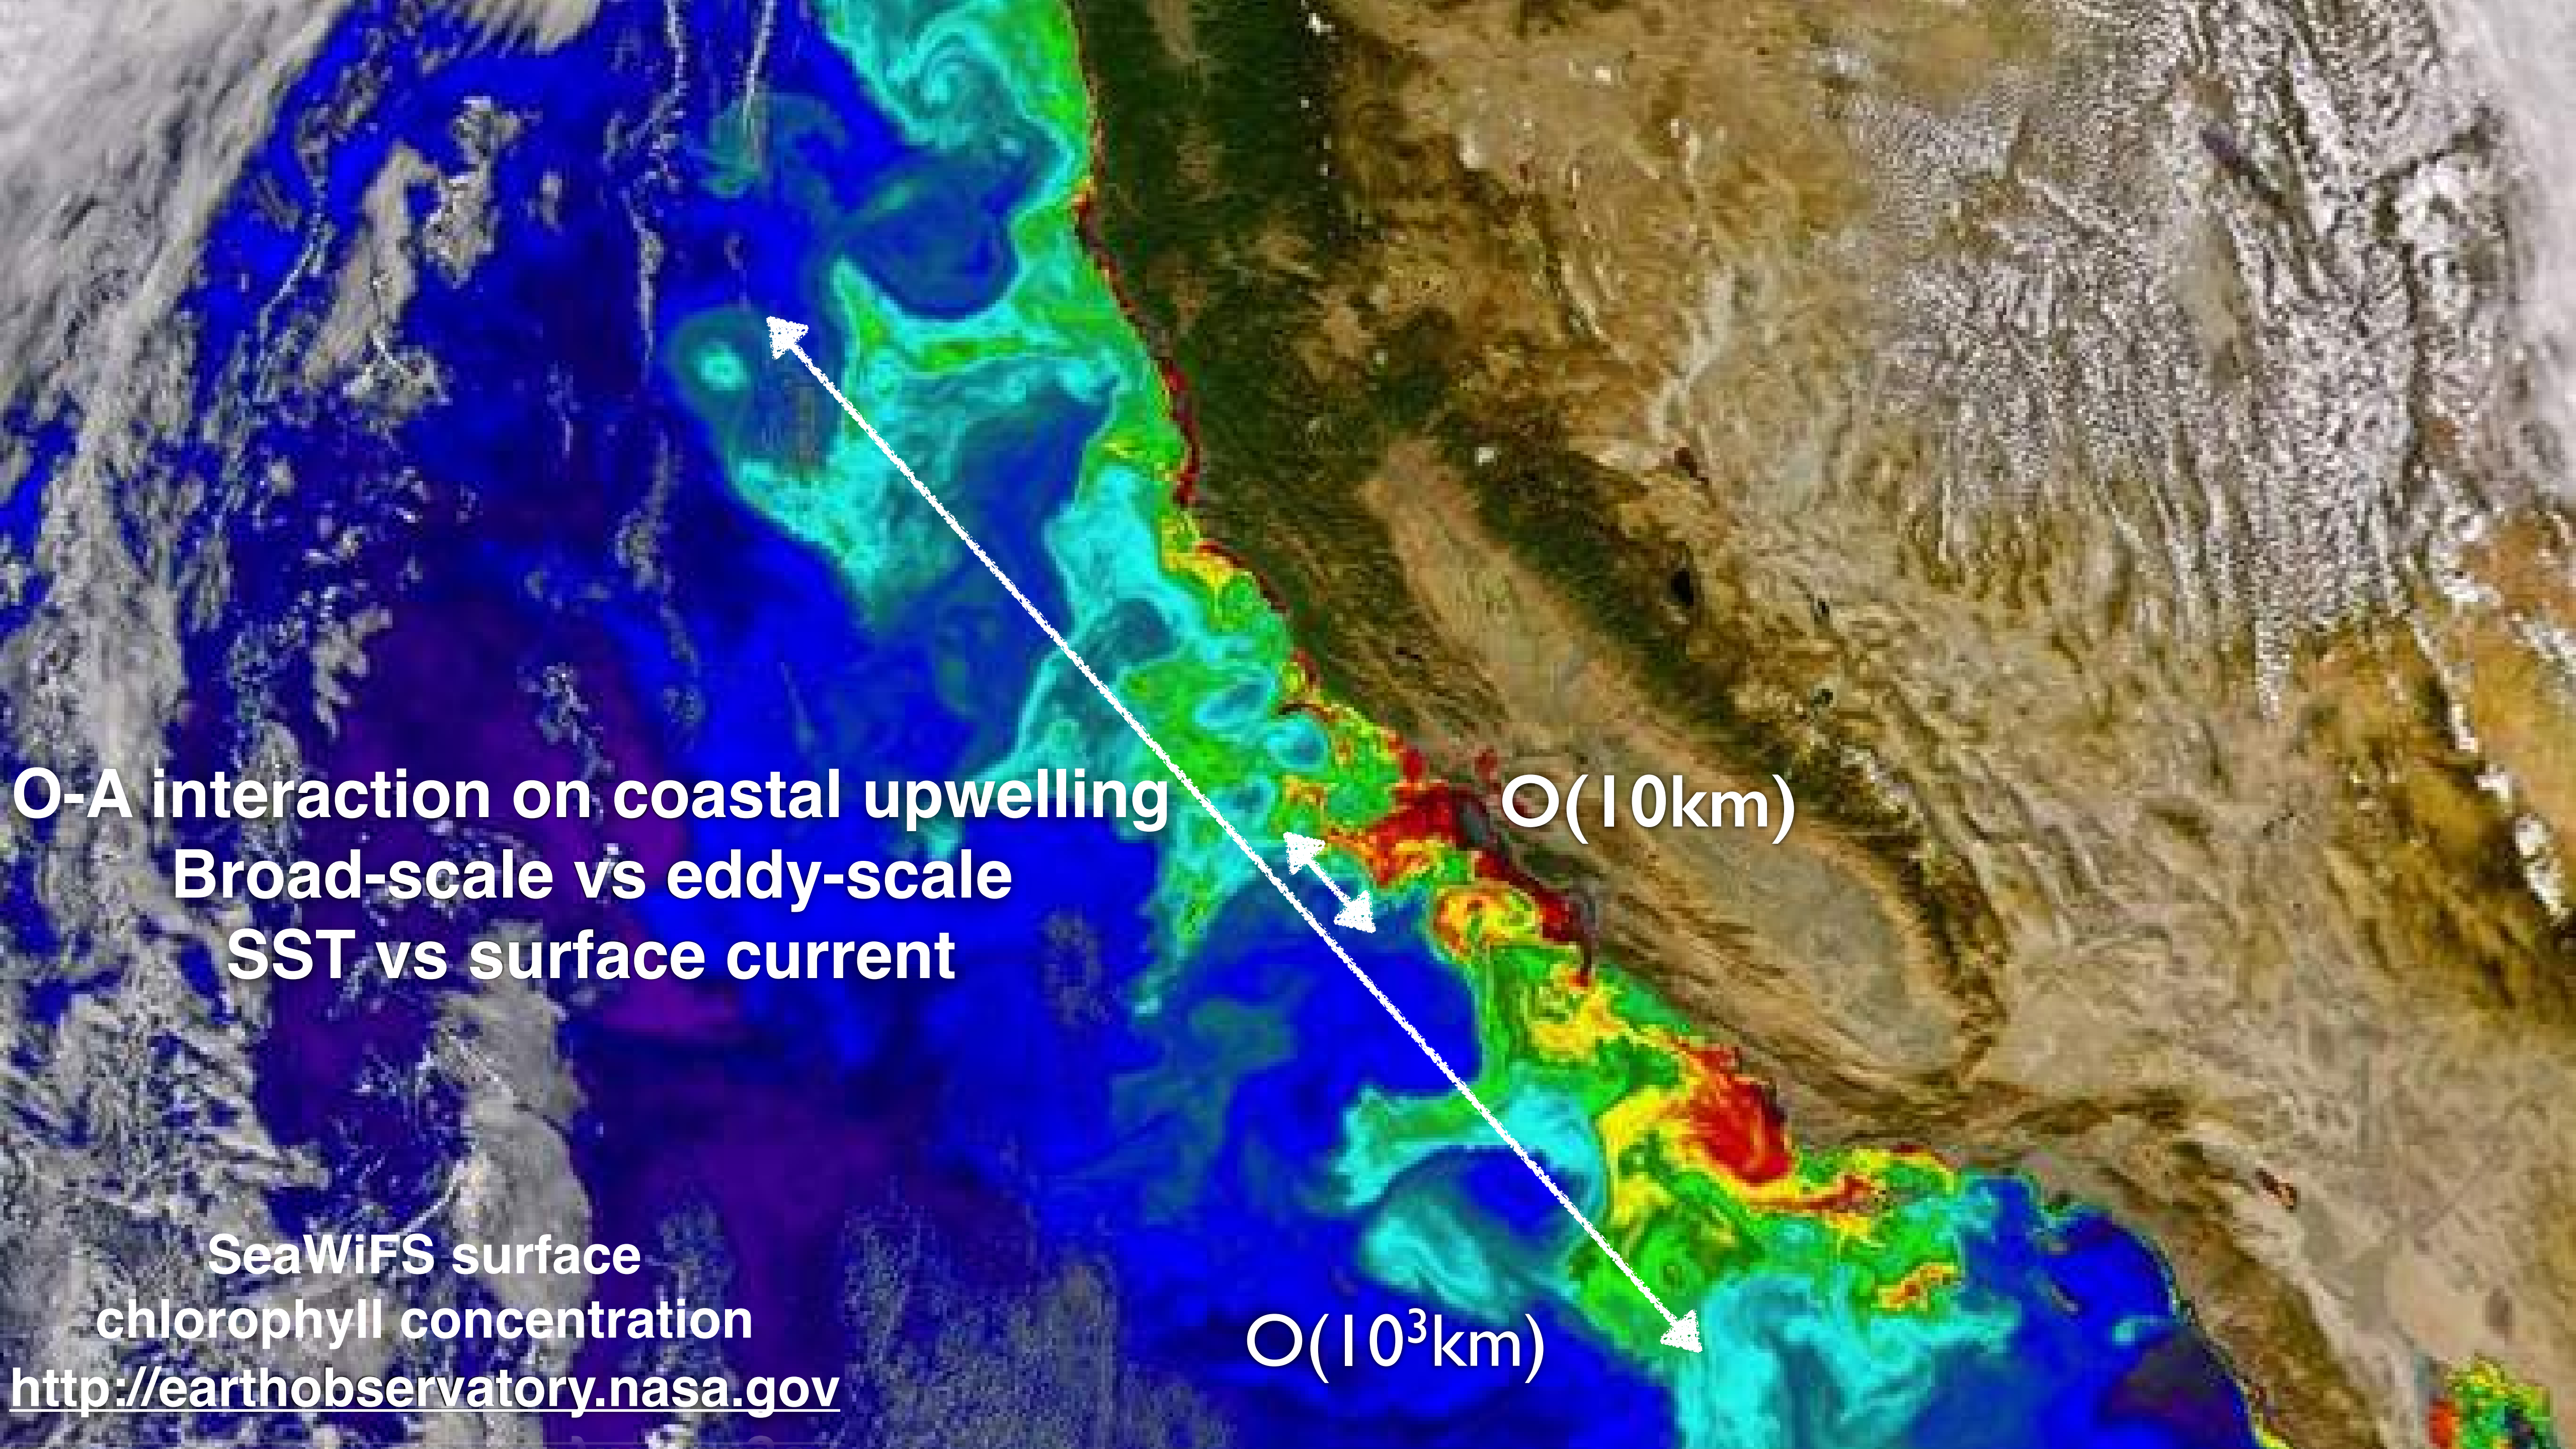 O-A interaction on coastal upwelling
Broad-scale vs eddy-scale
SST vs surface current
O(10km)
SeaWiFS surface
chlorophyll concentration
http://earthobservatory.nasa.gov
O(10³km)